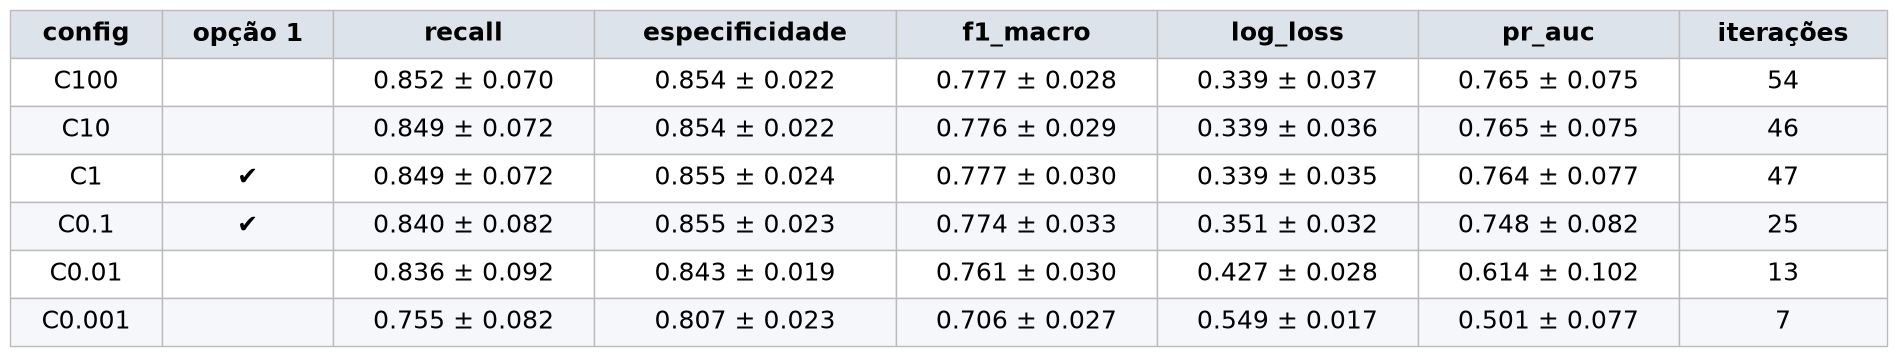 config opção 1 recall especificidade f1_macro log_loss pr_auc iterações
C100 0.852 ± 0.070 0.854 ± 0.022 0.777 ± 0.028 0.339 ± 0.037 0.765 ± 0.075 54
C10 0.849 ± 0.072 0.854 ± 0.022 0.776 ± 0.029 0.339 ± 0.036 0.765 ± 0.075 46
C1 ✔ 0.849 ± 0.072 0.855 ± 0.024 0.777 ± 0.030 0.339 ± 0.035 0.764 ± 0.077 47
C0.1 ✔ 0.840 ± 0.082 0.855 ± 0.023 0.774 ± 0.033 0.351 ± 0.032 0.748 ± 0.082 25
C0.01 0.836 ± 0.092 0.843 ± 0.019 0.761 ± 0.030 0.427 ± 0.028 0.614 ± 0.102 13
C0.001 0.755 ± 0.082 0.807 ± 0.023 0.706 ± 0.027 0.549 ± 0.017 0.501 ± 0.077 7